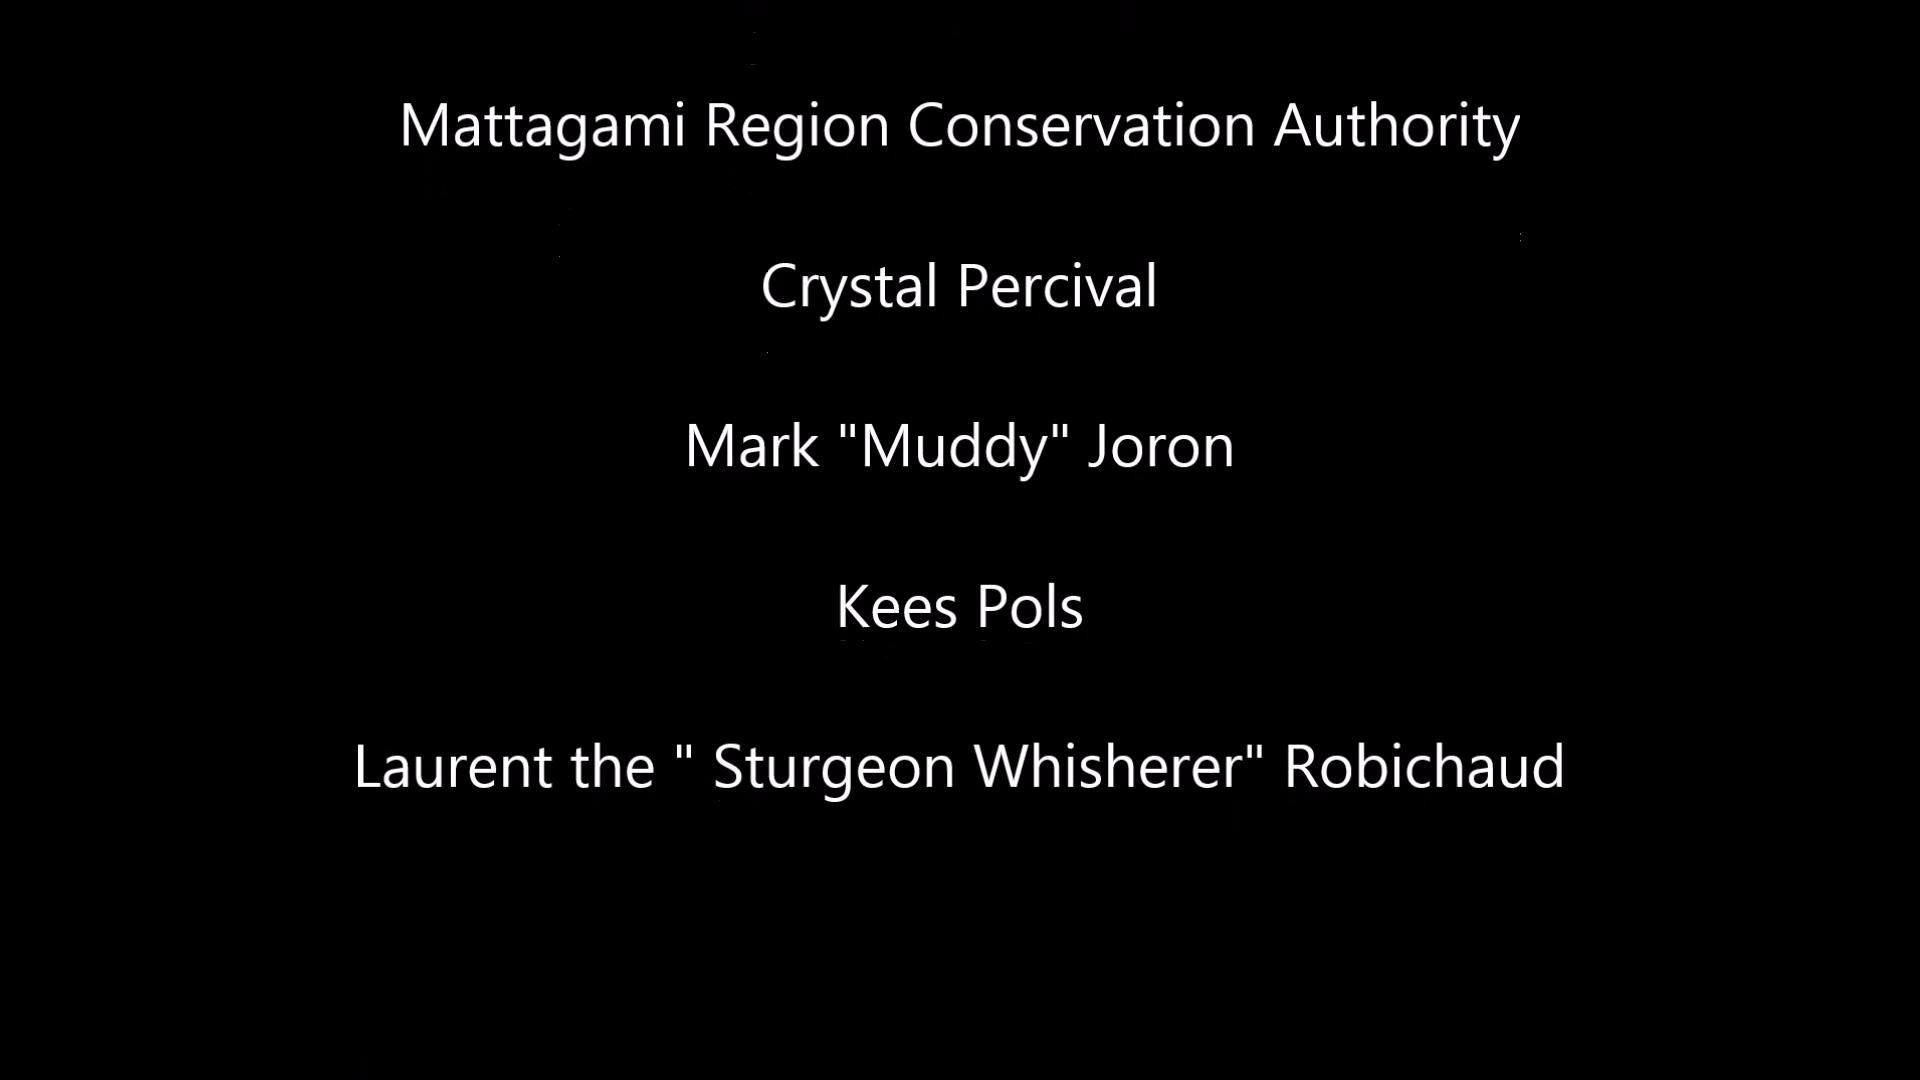 Mattagami Region Conservation Authority
Crystal Percival
Mark "Muddy" Joron
Kees Pols
Laurent the " Sturgeon Whisherer" Robichaud